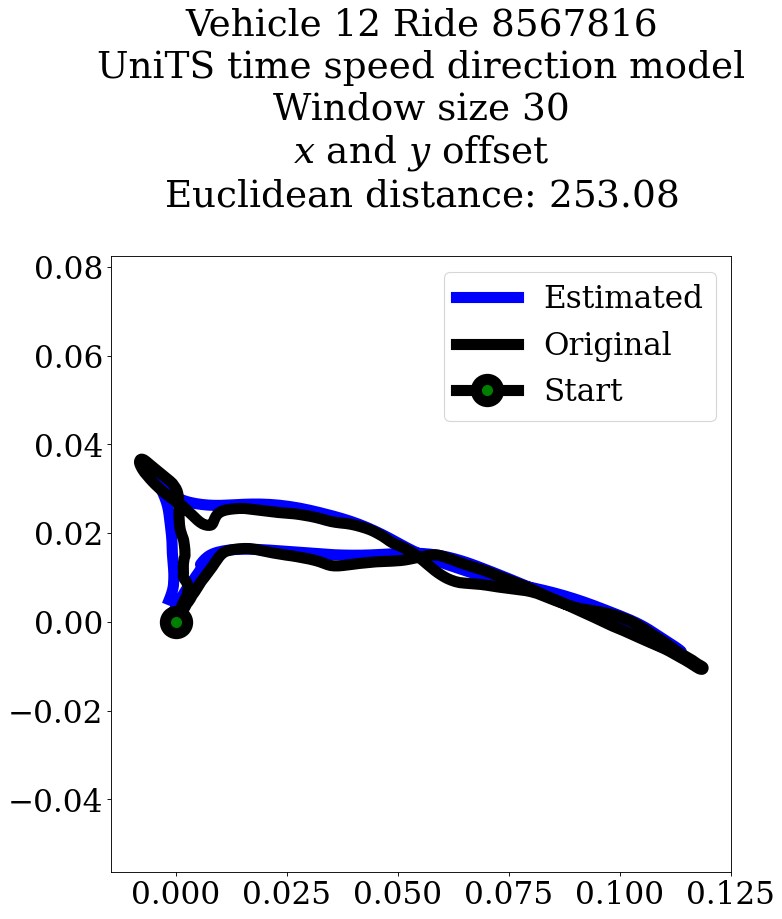 Vehicle 12 Ride 8567816
UniTS time speed direction model
Window size 30
x and y offset
Euclidean distance: 253.08
Estimated
Original
Start
0.08
0.06
0.04
0.02
0.00
−0.02
−0.04
0.000 0.025 0.050 0.075 0.100 0.125